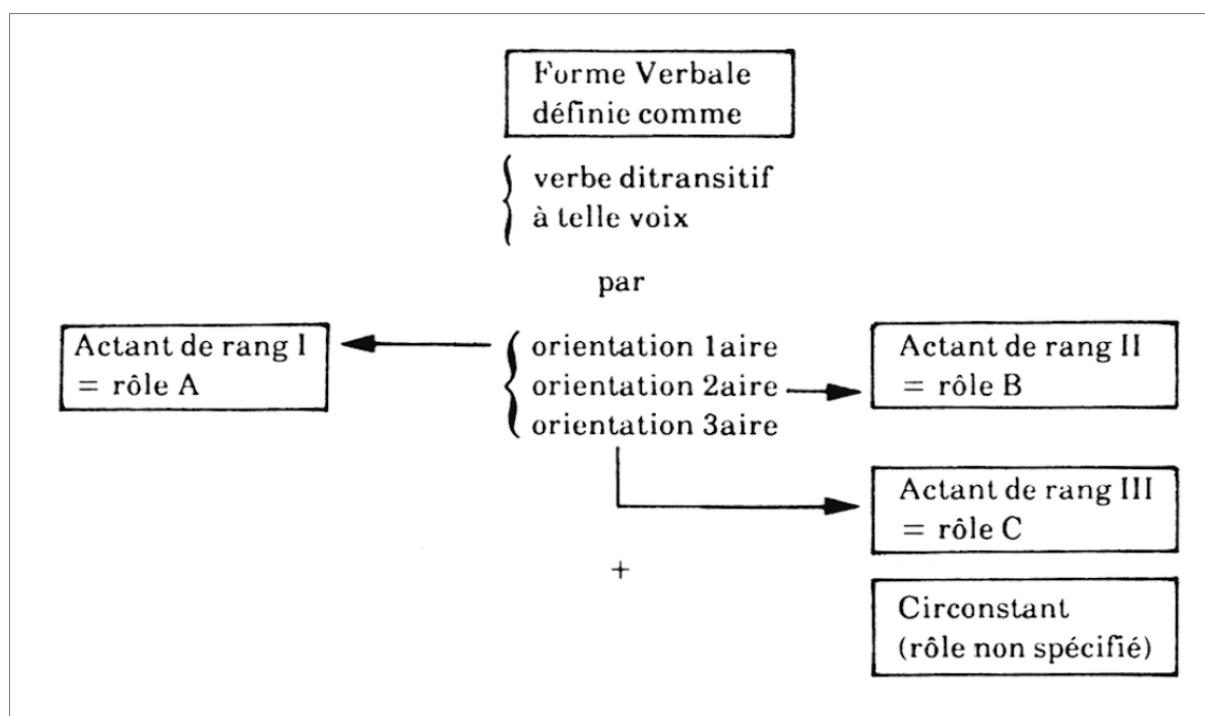 Forme Verbale
définie comme
verbe ditransitif
à telle voix
par
Actant de rang I
= rôle A
orientation 1aire
orientation 2aire
orientation 3aire
Actant de rang II
= rôle B
Actant de rang III
= rôle C
+
Circonstant
(rôle non spécifié)